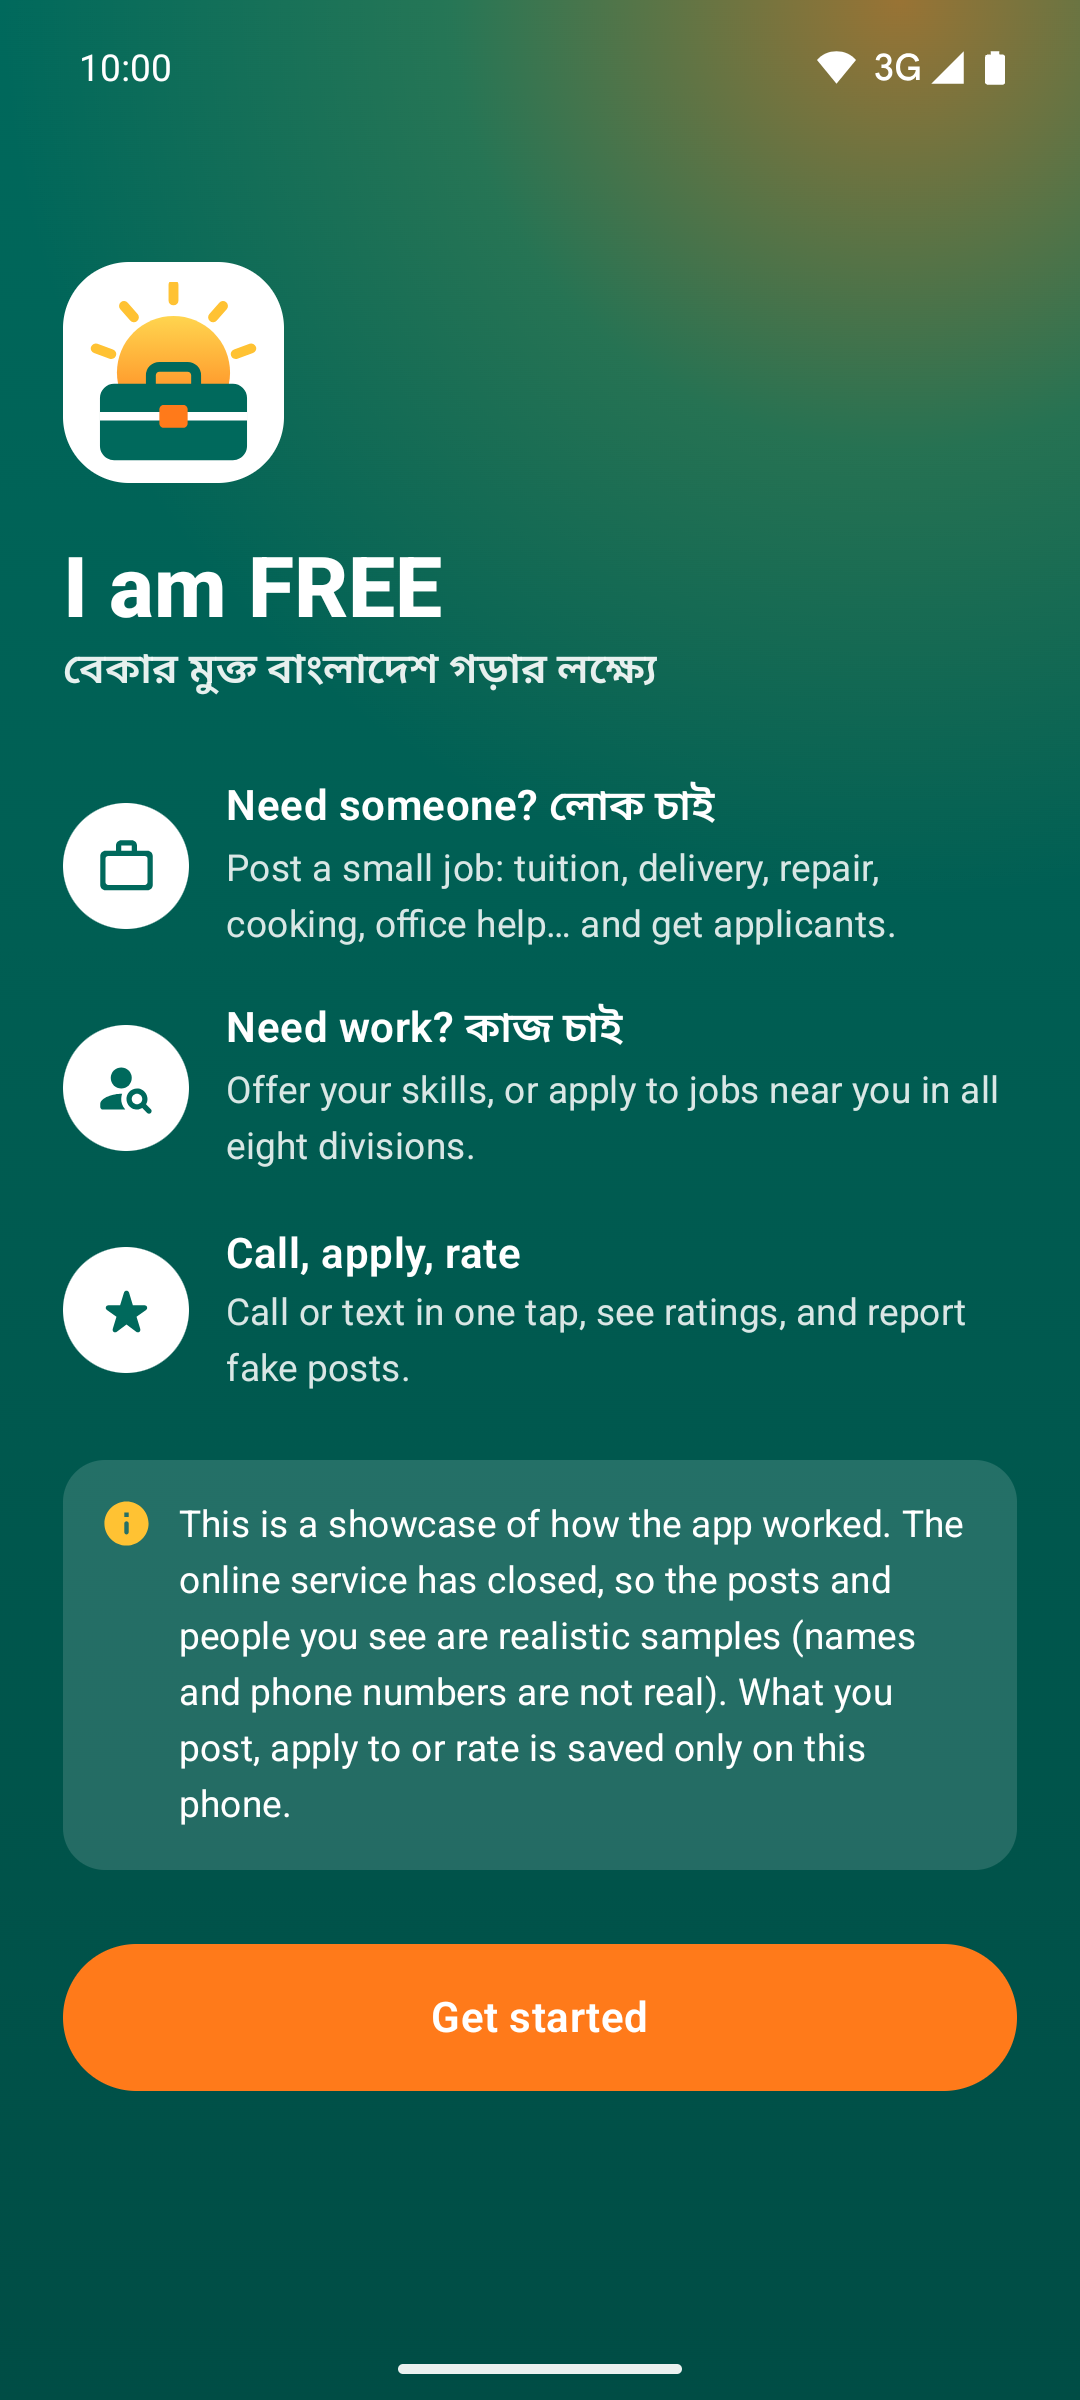 10:00
3G
I am FREE
বেকার মুক্ত বাংলাদেশ গড়ার লক্ষ্যে
Need someone? লোক চাই
Post a small job: tuition, delivery, repair,
cooking, office help… and get applicants.
Need work? কাজ চাই
Offer your skills, or apply to jobs near you in all
eight divisions.
Call, apply, rate
Call or text in one tap, see ratings, and report
fake posts.
This is a showcase of how the app worked. The
online service has closed, so the posts and
people you see are realistic samples (names
and phone numbers are not real). What you
post, apply to or rate is saved only on this
phone.
Get started